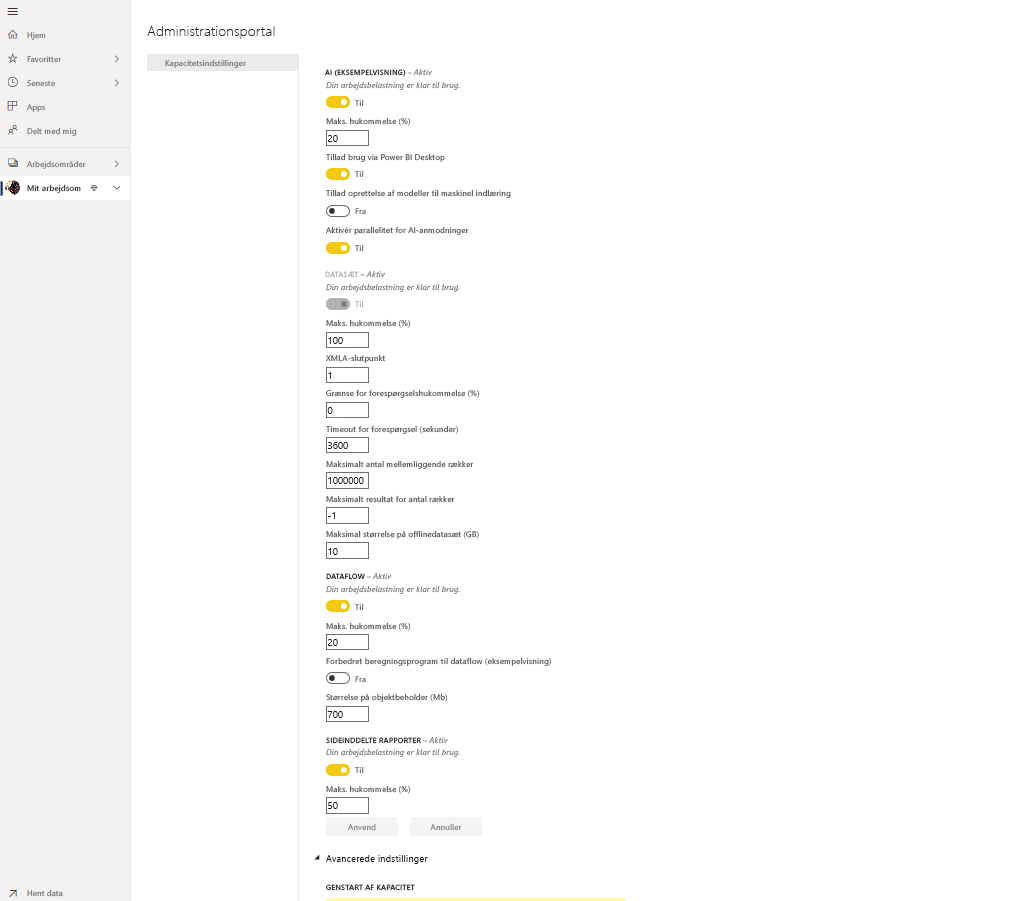 Administrationsportal
Hjem
Favoritter
Seneste
Apps
Delt med mig
Arbejdsområder
Mit arbejdsom
Hent data
Kapacitetsindstillinger
AI (EKSEMPELVISNING) – Aktiv
Din arbejdsbelastning er klar til brug.
Til
Maks. hukommelse (%)
20
Tillad brug via Power BI Desktop
Til
Tillad oprettelse af modeller til maskinel indlæring
Fra
Aktivér parallelitet for AI-anmodninger
Til
DATASÆT – Aktiv
Din arbejdsbelastning er klar til brug.
Til
Maks. hukommelse (%)
100
XMLA-slutpunkt
1
Grænse for forespørgselshukommelse (%)
0
Timeout for forespørgsel (sekunder)
3600
Maksimalt antal mellemliggende rækker
1000000
Maksimalt resultat for antal rækker
-1
Maksimal størrelse på offlinedatasæt (GB)
10
DATAFLOW – Aktiv
Din arbejdsbelastning er klar til brug.
Til
Maks. hukommelse (%)
20
Forbedret beregningsprogram til dataflow (eksempelvisning)
Fra
Størrelse på objektbeholder (Mb)
700
SIDEINDDELTE RAPPORTER – Aktiv
Din arbejdsbelastning er klar til brug.
Til
Maks. hukommelse (%)
50
Anvend Annuller
Avancerede indstillinger
GENSTART AF KAPACITET